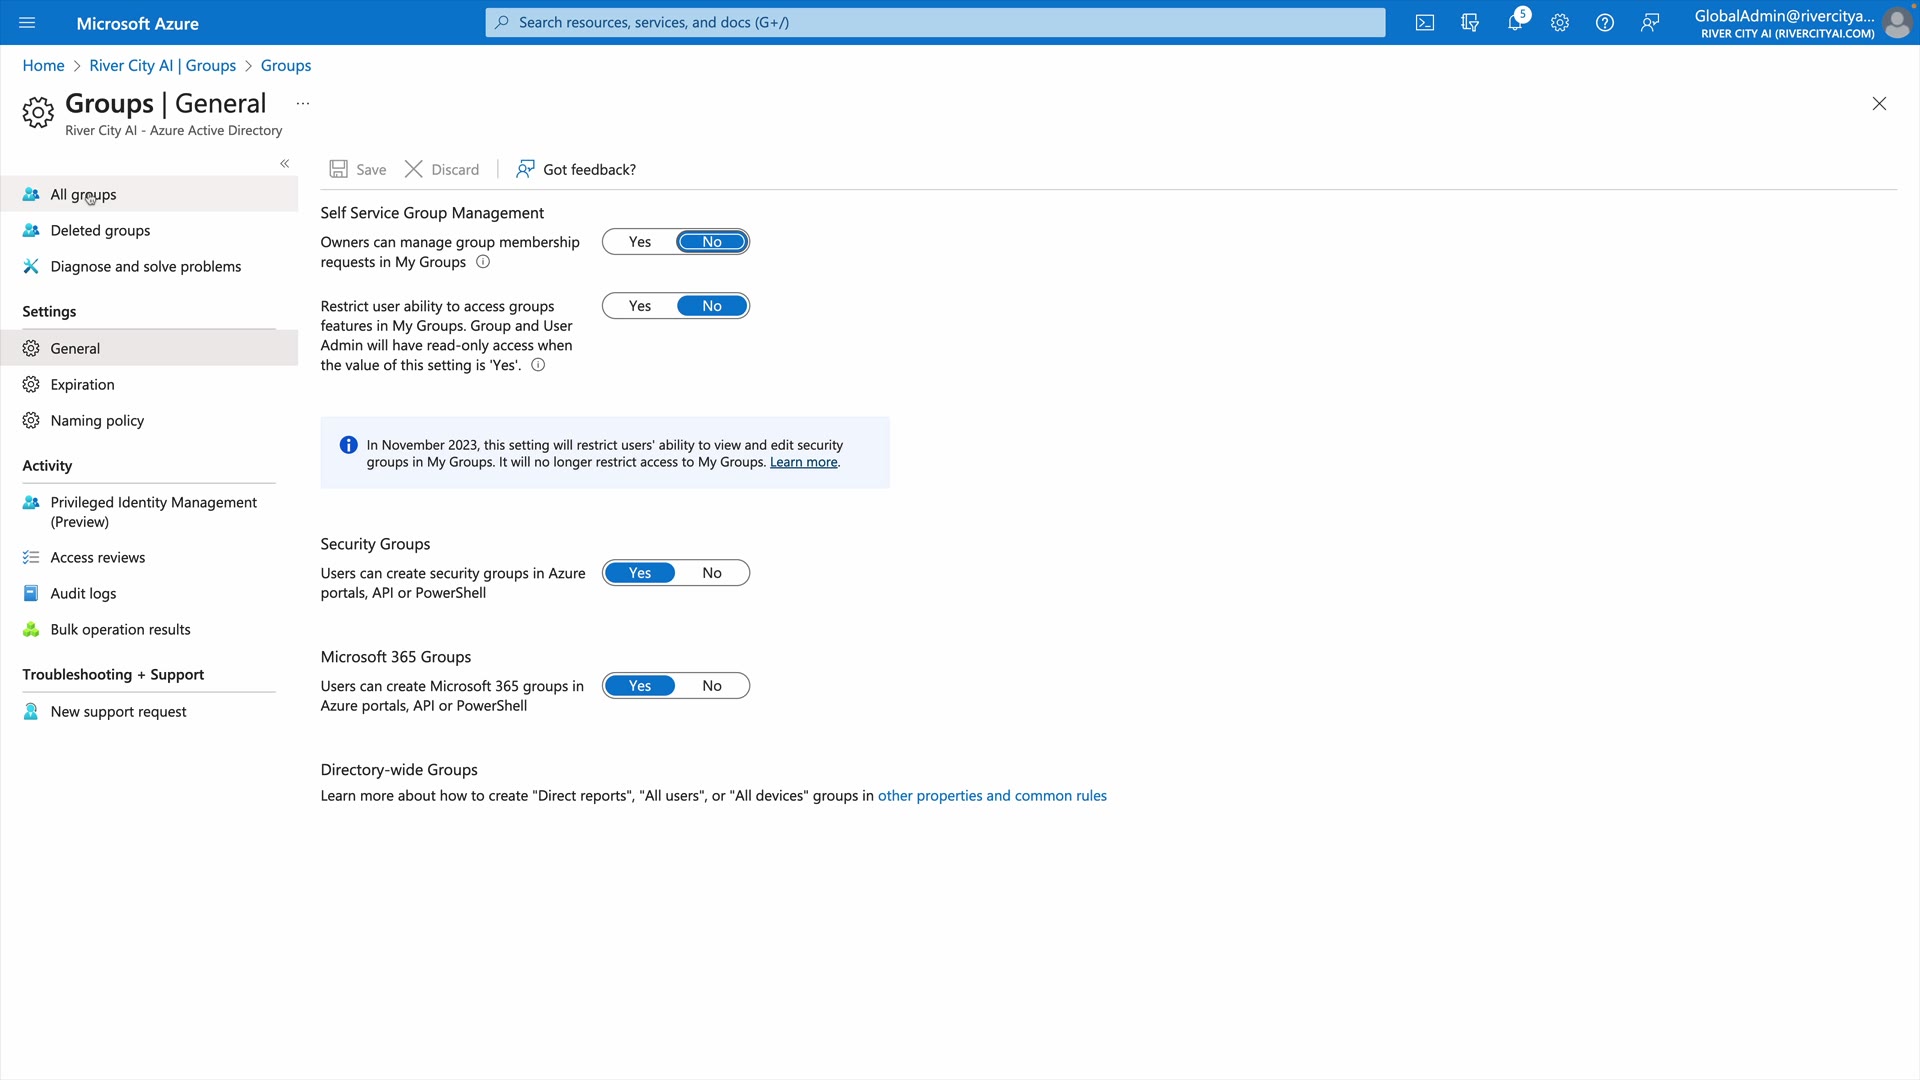 Microsoft Azure
Search resources, services, and docs (G+/)
5
GlobalAdmin@rivercitya...
RIVER CITY AI (RIVERCITYAI.COM)
Home > River City AI | Groups > Groups
Groups | General ...
River City AI - Azure Active Directory
«
Save Discard Got feedback?
All groups
Deleted groups
Diagnose and solve problems
Settings
General
Expiration
Naming policy
Activity
Privileged Identity Management
(Preview)
Access reviews
Audit logs
Bulk operation results
Troubleshooting + Support
New support request
Self Service Group Management
Owners can manage group membership
requests in My Groups
Yes No
Restrict user ability to access groups
features in My Groups. Group and User
Admin will have read-only access when
the value of this setting is 'Yes'.
Yes No
In November 2023, this setting will restrict users' ability to view and edit security
groups in My Groups. It will no longer restrict access to My Groups. Learn more.
Security Groups
Users can create security groups in Azure
portals, API or PowerShell
Yes No
Microsoft 365 Groups
Users can create Microsoft 365 groups in
Azure portals, API or PowerShell
Yes No
Directory-wide Groups
Learn more about how to create "Direct reports", "All users", or "All devices" groups in other properties and common rules